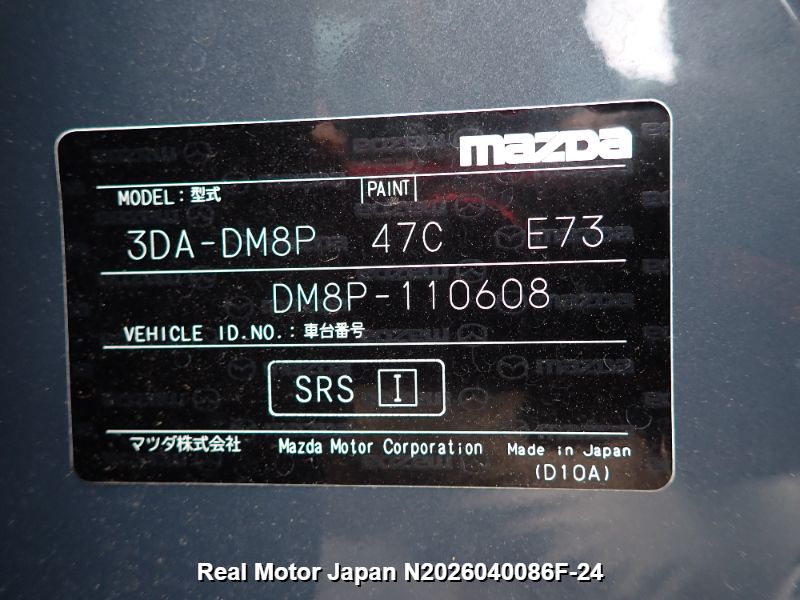 mazda
MODEL：型式 PAINT
3DA-DM8P 47C E73
DM8P-110608
VEHICLE ID.NO.：車台番号
SRS I
マツダ株式会社 Mazda Motor Corporation Made in Japan
(D10A)
Real Motor Japan N2026040086F-24